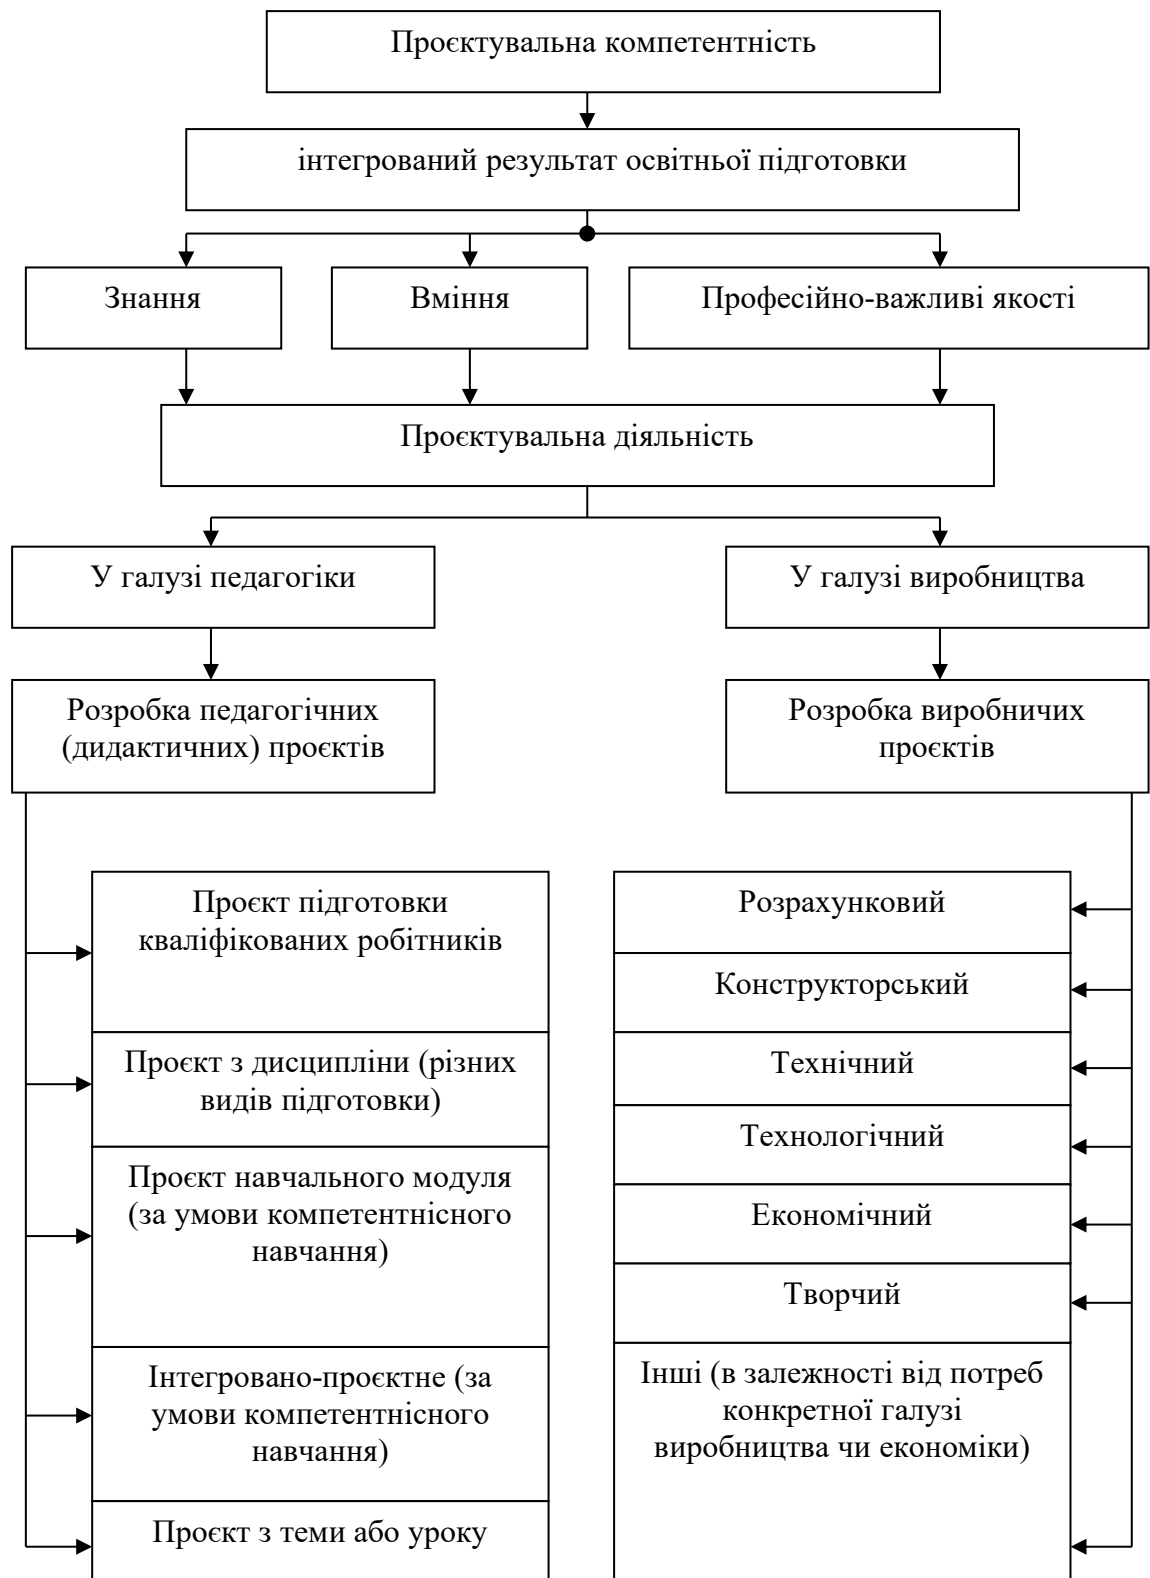 Проєктувальна компетентність
інтегрований результат освітньої підготовки
Знання
Вміння
Професійно-важливі якості
Проєктувальна діяльність
У галузі педагогіки
У галузі виробництва
Розробка педагогічних
(дидактичних) проєктів
Розробка виробничих
проєктів
Проєкт підготовки
кваліфікованих робітників
Проєкт з дисципліни (різних
видів підготовки)
Проєкт навчального модуля
(за умови компетентнісного
навчання)
Інтегровано-проєктне (за
умови компетентнісного
навчання)
Проєкт з теми або уроку
Розрахунковий
Конструкторський
Технічний
Технологічний
Економічний
Творчий
Інші (в залежності від потреб
конкретної галузі
виробництва чи економіки)